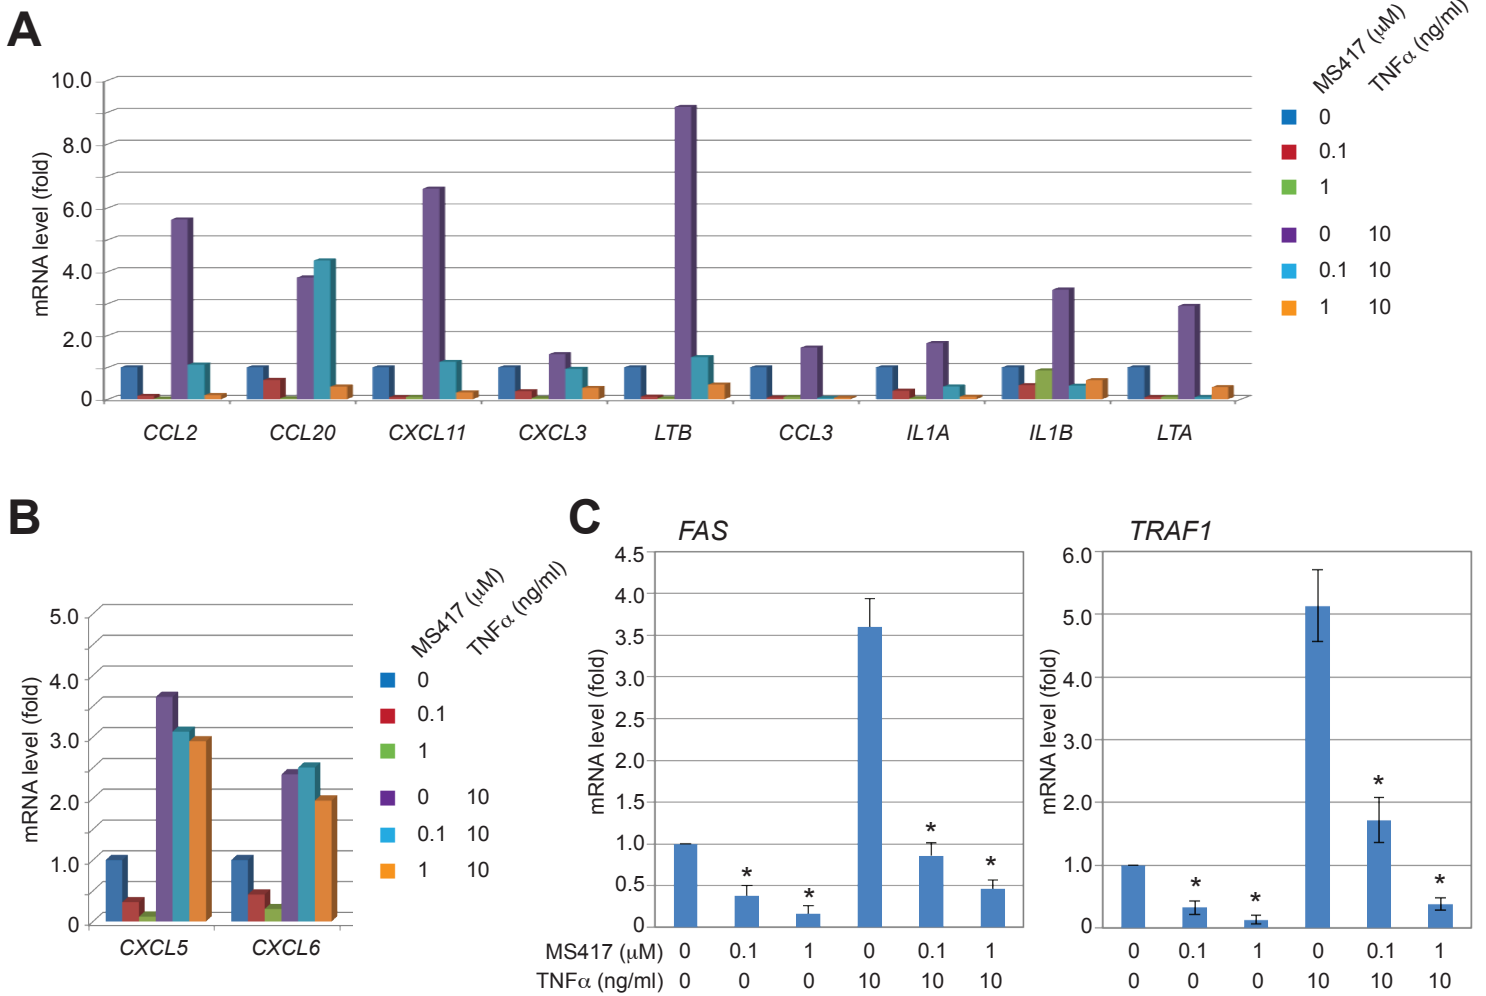 A
mRNA level (fold)
10.0
8.0
6.0
4.0
2.0
0
CCL2 CCL20 CXCL11 CXCL3 LTB CCL3 IL1A IL1B LTA
MS417 (μM) TNFα (ng/ml)
0
0.1
1
0 10
0.1 10
1 10
B
mRNA level (fold)
5.0
4.0
3.0
2.0
1.0
0
CXCL5 CXCL6
MS417 (μM) TNFα (ng/ml)
0
0.1
1
0 10
0.1 10
1 10
C
FAS
mRNA level (fold)
4.5
4.0
3.5
3.0
2.5
2.0
1.5
1.0
0.5
0
* * * *
TRAF1
mRNA level (fold)
6.0
5.0
4.0
3.0
2.0
1.0
0
* * * *
MS417 (μM) 0 0.1 1 0 0.1 1 0 0.1 1 0 0.1 1
TNFα (ng/ml) 0 0 0 10 10 10 0 0 0 10 10 10